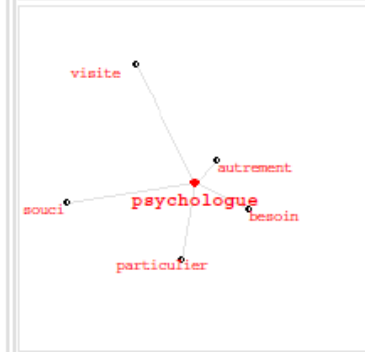 visite
autrement
psychologue
souci
besoin
particulier